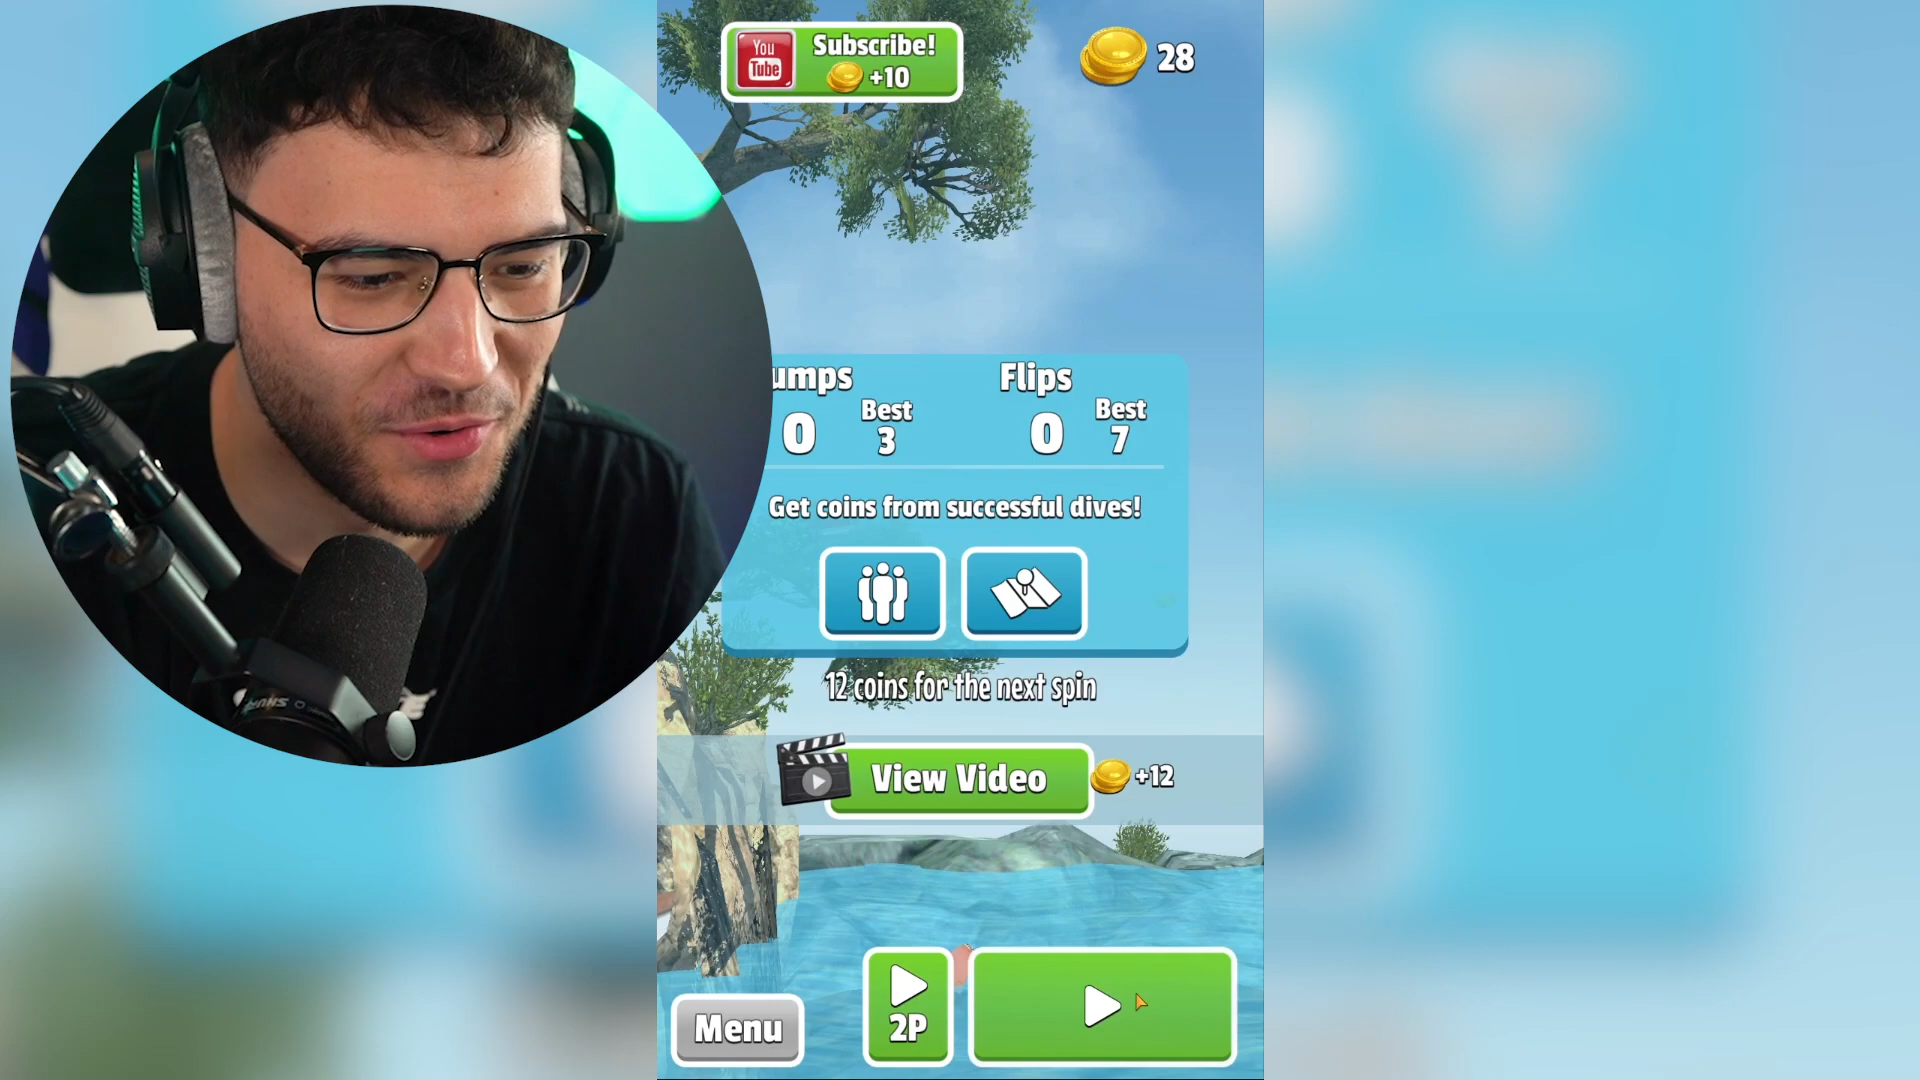 You
Tube
Subscribe!
+10
28
umps
0
Best
3
Flips
0
Best
7
Get coins from successful dives!
12 coins for the next spin
View Video
+12
Menu
2P